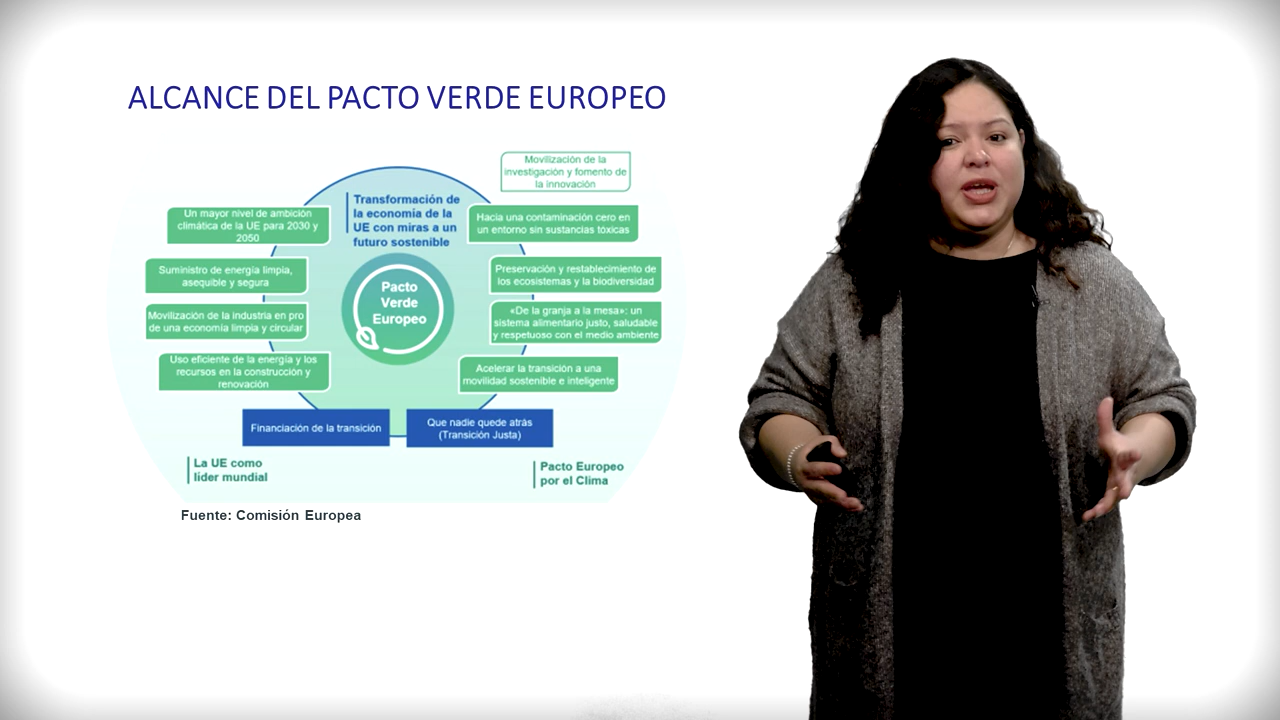 ALCANCE DEL PACTO VERDE EUROPEO
Movilización de la
investigación y fomento de
la innovación
Transformación de
la economía de la
UE con miras a un
futuro sostenible
Un mayor nivel de ambición
climática de la UE para 2030 y
2050
Hacia una contaminación cero en
un entorno sin sustancias tóxicas
Suministro de energía limpia,
asequible y segura
Preservación y restablecimiento de
los ecosistemas y la biodiversidad
Pacto
Verde
Europeo
Movilización de la industria en pro
de una economía limpia y circular
«De la granja a la mesa»: un
sistema alimentario justo, saludable
y respetuoso con el medio ambiente
Uso eficiente de la energía y los
recursos en la construcción y
renovación
Acelerar la transición a una
movilidad sostenible e inteligente
Financiación de la transición
Que nadie quede atrás
(Transición Justa)
La UE como
líder mundial
Pacto Europeo
por el Clima
Fuente: Comisión Europea